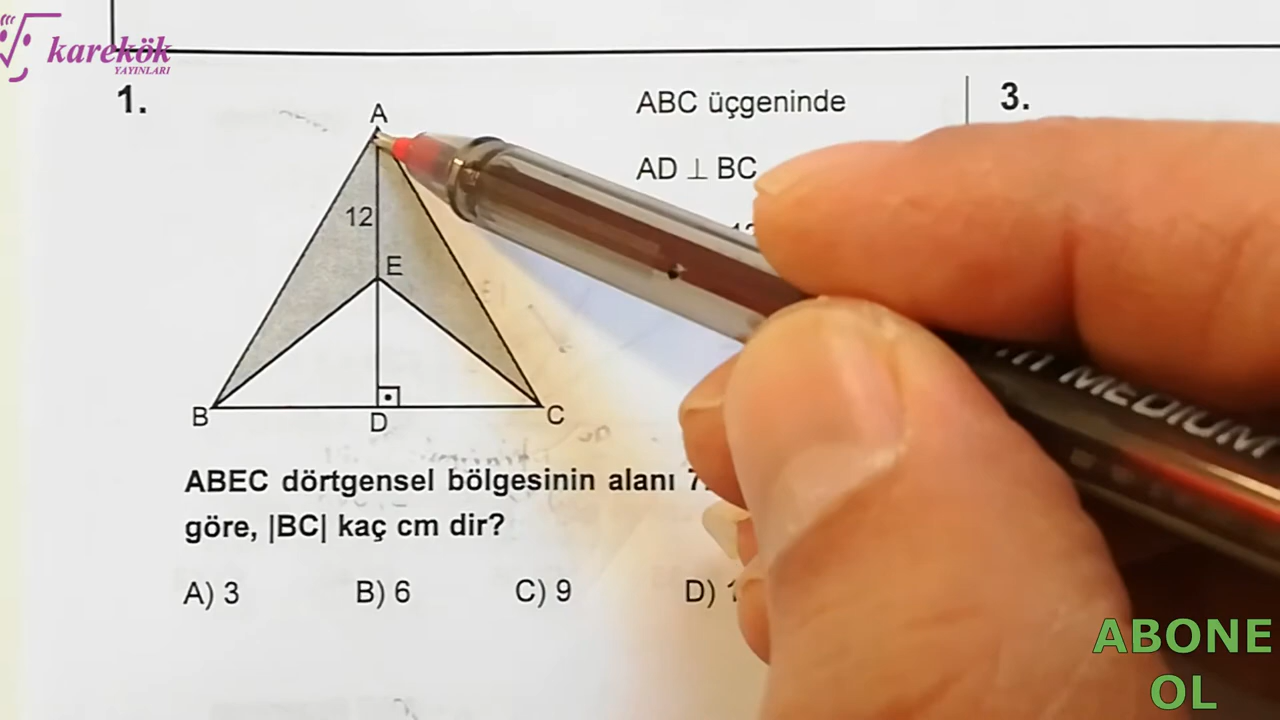 karekök
YAYINLARI
1.
ABC üçgeninde
3.
A
AD ⊥ BC
12
E
B
D
C
ABEC dörtgensel bölgesinin alanı
göre, |BC| kaç cm dir?
A) 3 B) 6 C) 9 D)
MEDIUM
ABONE
OL